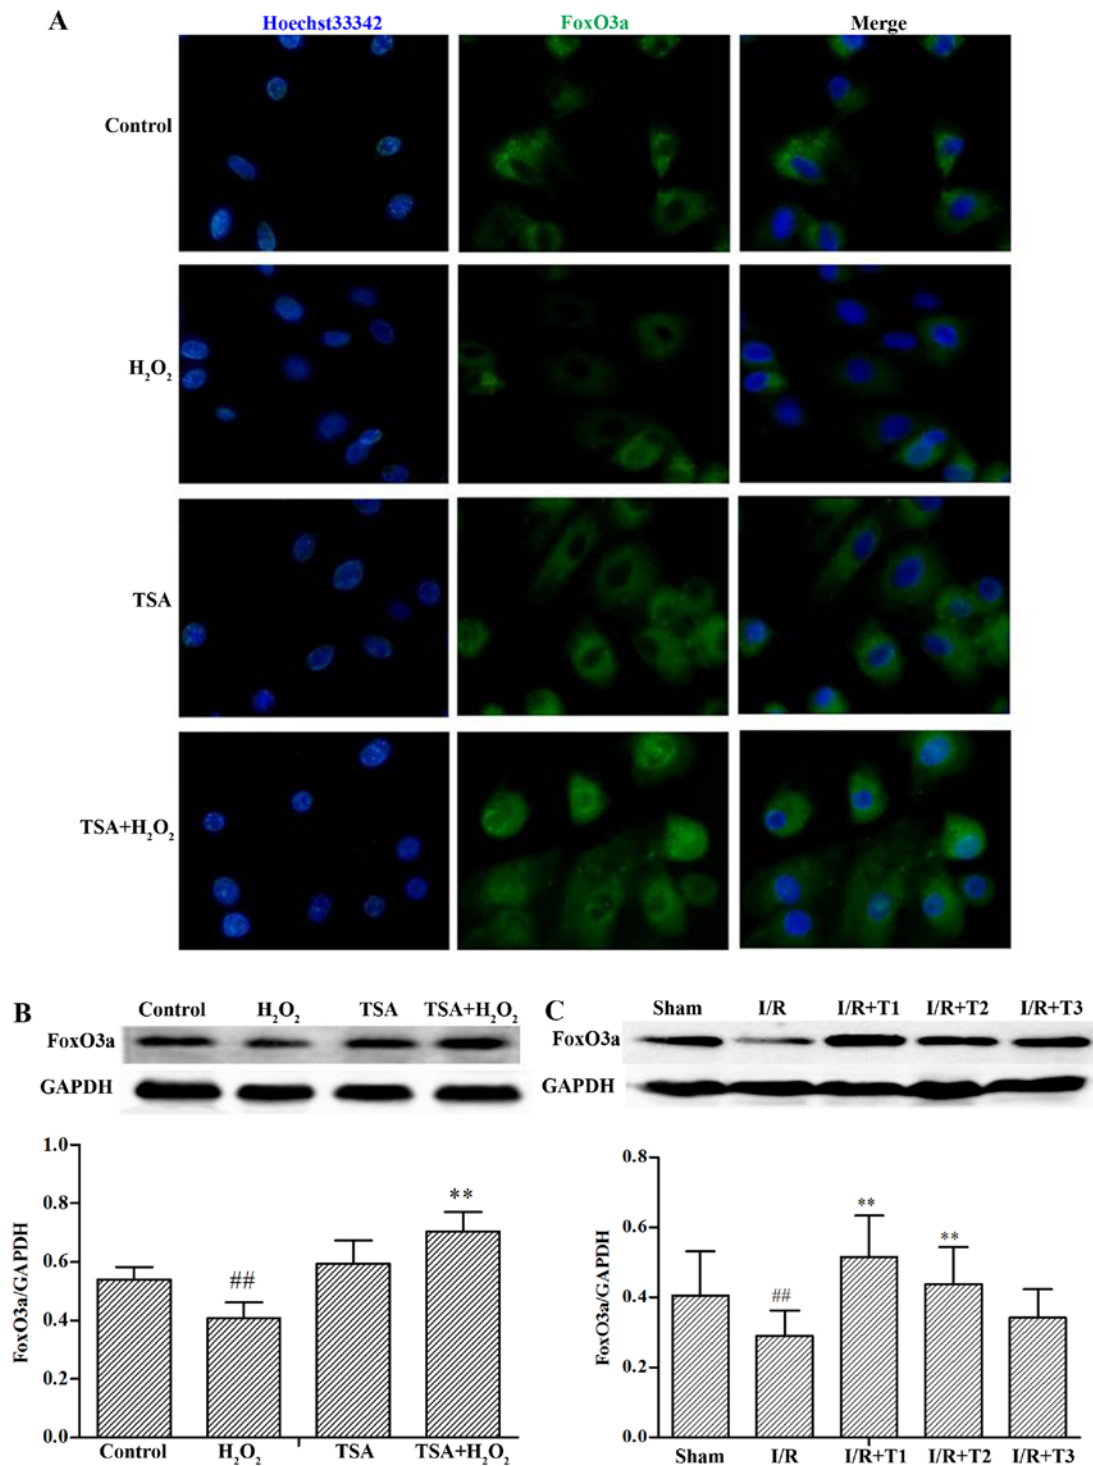 A
Hoechst33342 FoxO3a Merge
Control
H₂O₂
TSA
TSA+H₂O₂
B
Control H₂O₂ TSA TSA+H₂O₂
FoxO3a
GAPDH
1.0
0.8
0.6
0.4
0.2
0.0
FoxO3a/GAPDH
##
**
Control H₂O₂ TSA TSA+H₂O₂
C
Sham I/R I/R+T1 I/R+T2 I/R+T3
FoxO3a
GAPDH
0.8
0.6
0.4
0.2
0.0
FoxO3a/GAPDH
##
**
**
Sham I/R I/R+T1 I/R+T2 I/R+T3